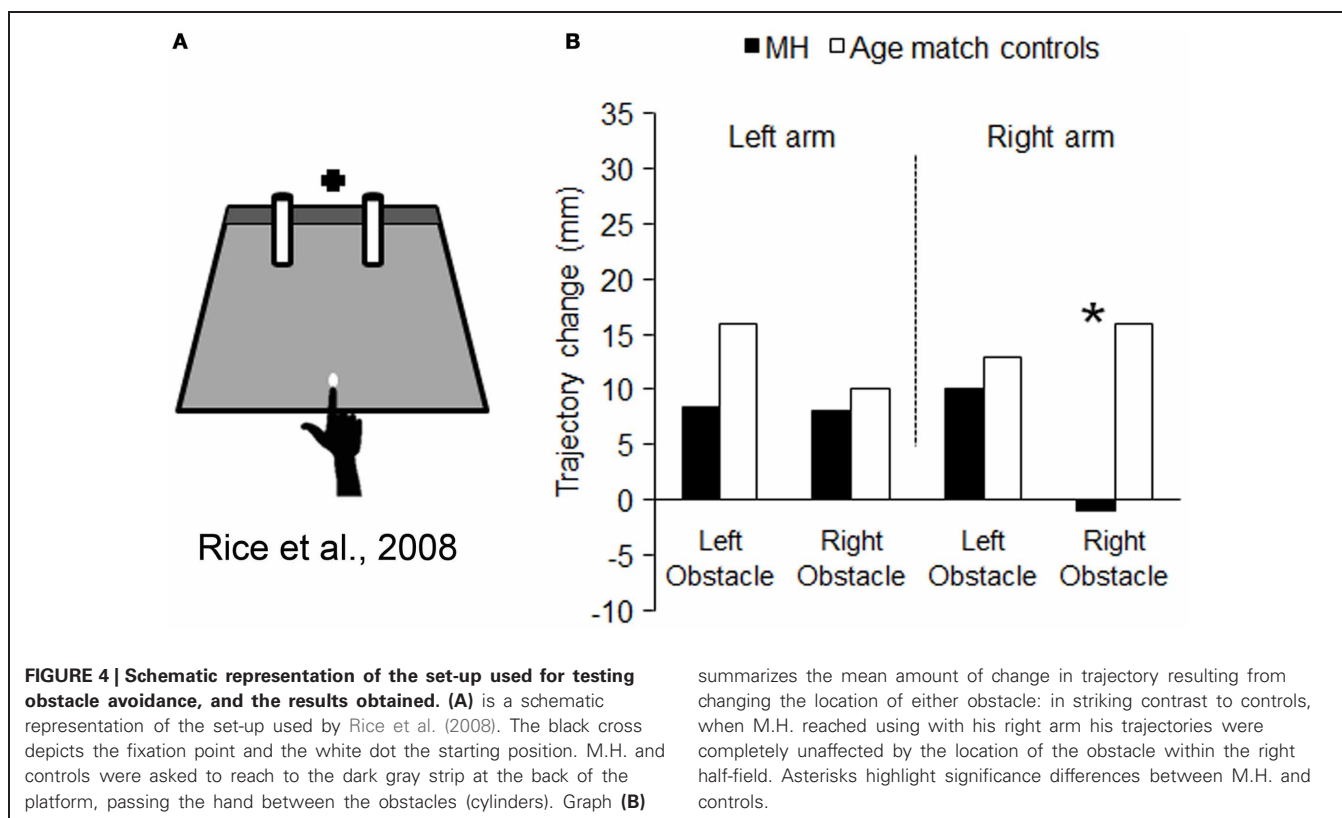 A
Rice et al., 2008
B
■ MH □ Age match controls
Left arm
Right arm
Trajectory change (mm)
35
30
25
20
15
10
5
0
-5
-10
*
Left
Obstacle
Right
Obstacle
Left
Obstacle
Right
Obstacle
FIGURE 4 | Schematic representation of the set-up used for testing
obstacle avoidance, and the results obtained. (A) is a schematic
representation of the set-up used by Rice et al. (2008). The black cross
depicts the fixation point and the white dot the starting position. M.H. and
controls were asked to reach to the dark gray strip at the back of the
platform, passing the hand between the obstacles (cylinders). Graph (B)
summarizes the mean amount of change in trajectory resulting from
changing the location of either obstacle: in striking contrast to controls,
when M.H. reached using with his right arm his trajectories were
completely unaffected by the location of the obstacle within the right
half-field. Asterisks highlight significance differences between M.H. and
controls.